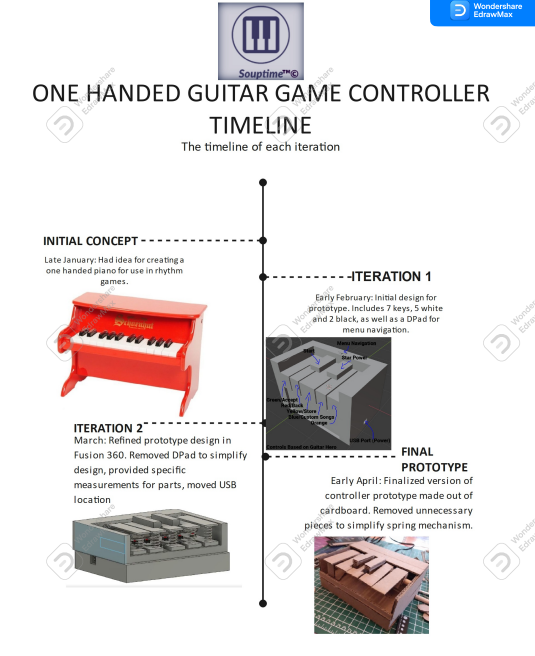 Wondershare
EdrawMax
Souptime™©
ONE HANDED GUITAR GAME CONTROLLER
TIMELINE
The timeline of each iteration
INITIAL CONCEPT
Late January: Had idea for creating a
one handed piano for use in rhythm
games.
ITERATION 1
Early February: Initial design for
prototype. Includes 7 keys, 5 white
and 2 black, as well as a DPad for
menu navigation.
Menu Navigation
Start
Star Power
Green/Accept
Red/Back
Yellow/Store
Blue/Custom Songs
Orange
USB Port (Power)
Controls Based on Guitar Hero
ITERATION 2
March: Refined prototype design in
Fusion 360. Removed DPad to simplify
design, provided specific
measurements for parts, moved USB
location
FINAL
PROTOTYPE
Early April: Finalized version of
controller prototype made out of
cardboard. Removed unnecessary
pieces to simplify spring mechanism.